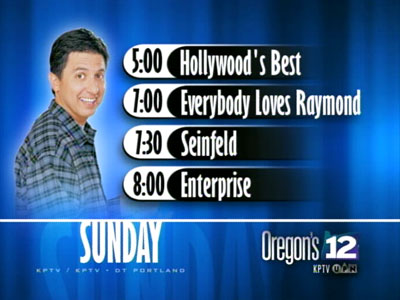 5:00 Hollywood's Best
7:00 Everybody Loves Raymond
7:30 Seinfeld
8:00 Enterprise
SUNDAY
KPTV / KPTV - DT PORTLAND
Oregon's 12
KPTV UPN